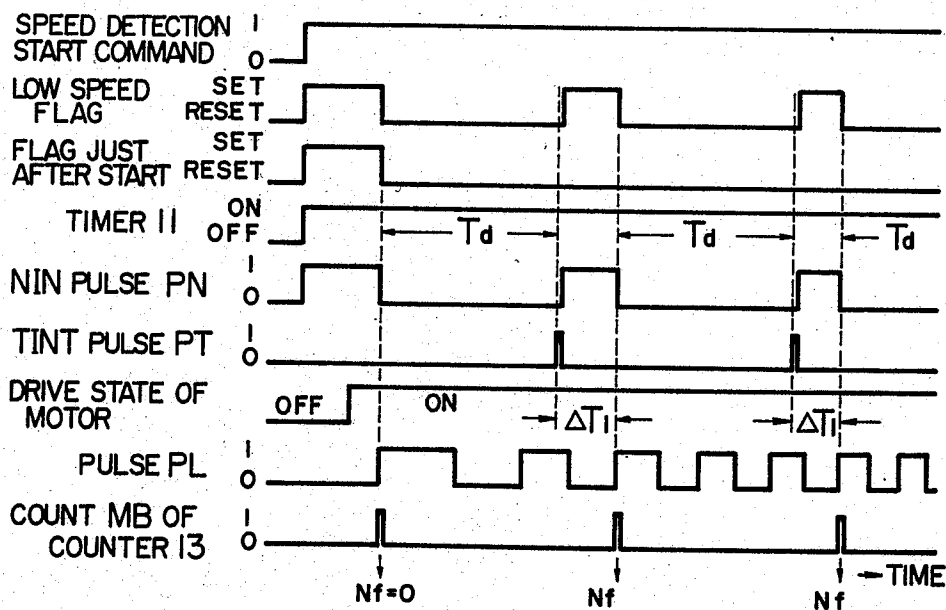 SPEED DETECTION 1
START COMMAND 0
LOW SPEED SET
FLAG RESET
FLAG JUST SET
AFTER START RESET
TIMER 11 ON
OFF
Td Td Td
NIN PULSE PN 1
0
TINT PULSE PT 1
0
DRIVE STATE OF
MOTOR OFF ON ΔT1 ΔT1
PULSE PL 1
0
COUNT MB OF 1
COUNTER 13 0
TIME
Nf=0 Nf Nf